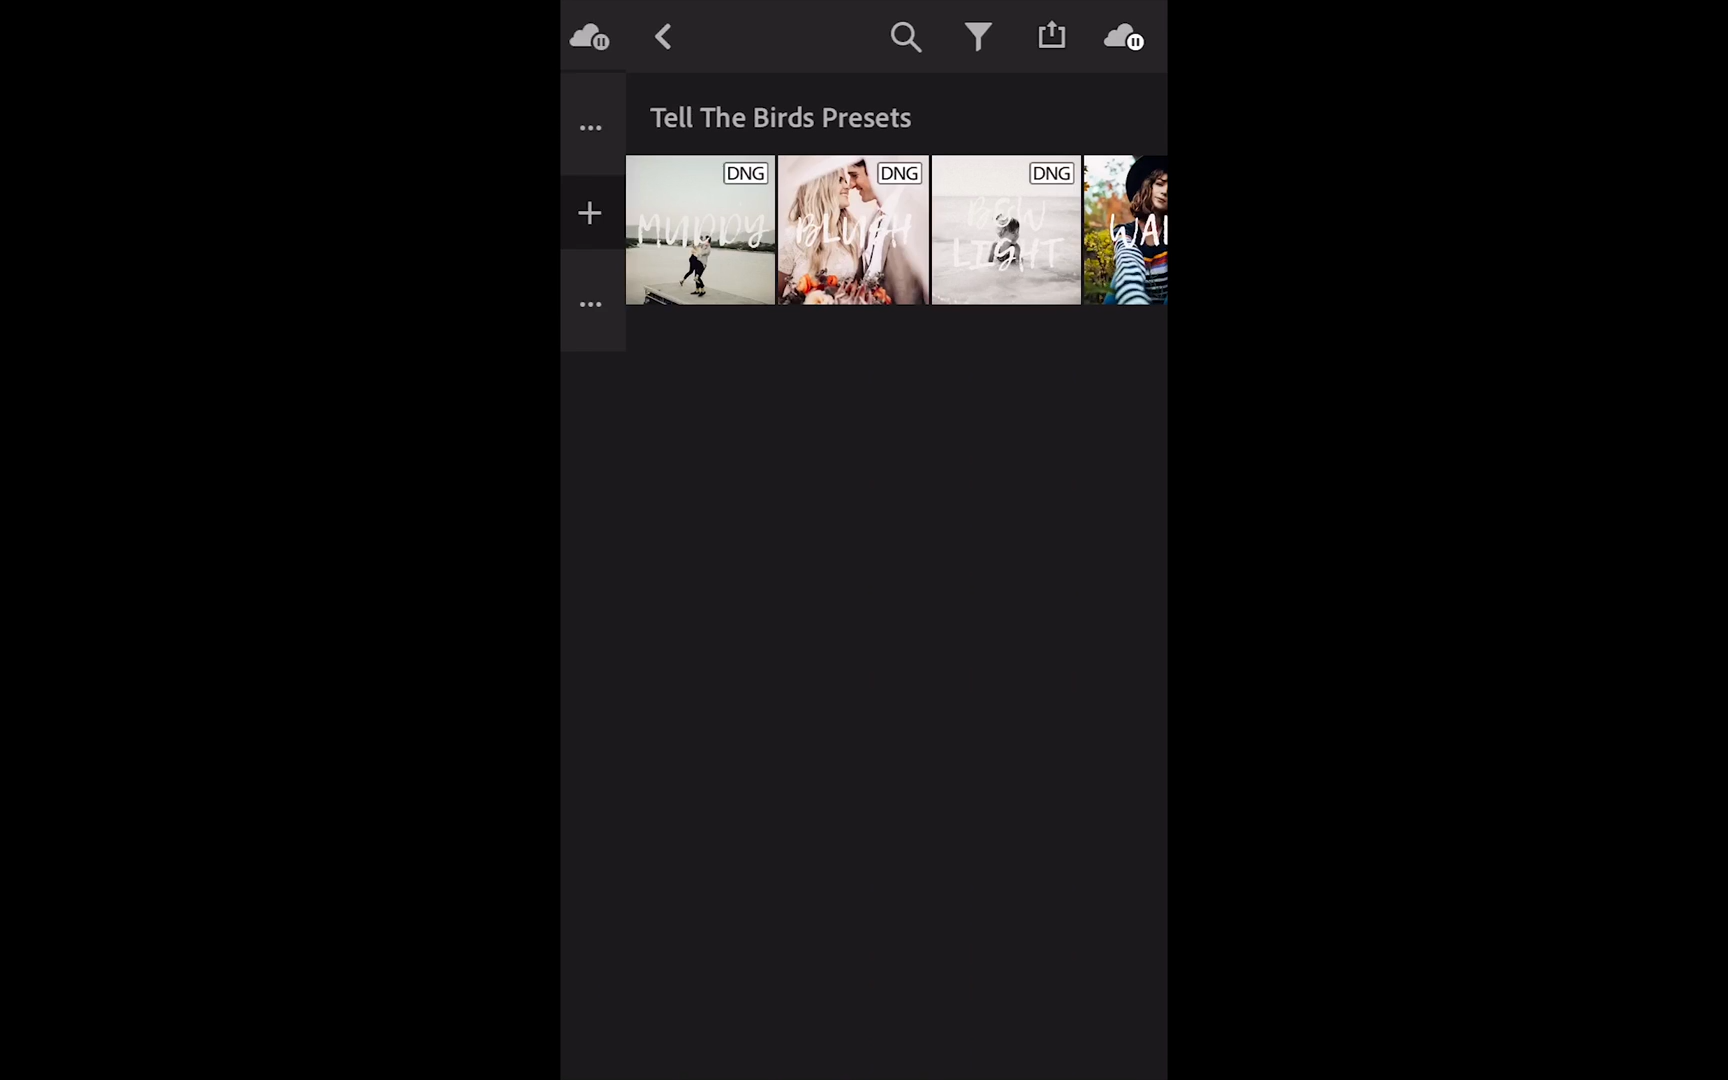 Tell The Birds Presets
DNG
DNG
DNG
MUDDY
BLUSH
B&W
LIGHT